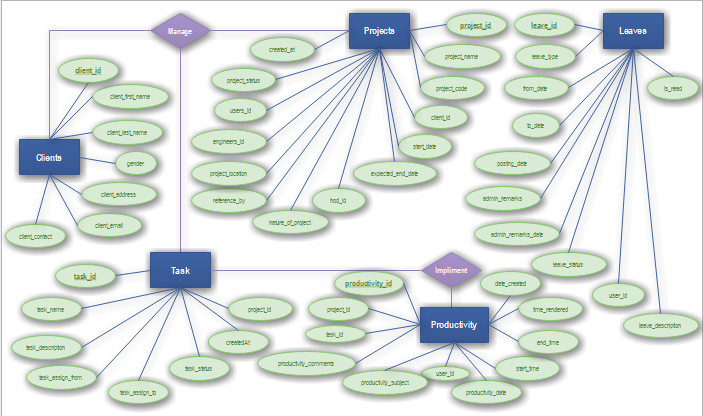 Manage
Projects
project_id
leave_id
Leaves
created_at
project_name
leave_type
client_id
project_status
project_code
from_date
is_read
client_first_name
users_id
client_id
to_date
client_last_name
engineers_id
start_date
Clients
gender
project_location
expected_end_date
posting_date
client_address
reference_by
hod_id
admin_remarks
client_email
nature_of_project
client_contact
admin_remarks_date
Task
task_id
Impliment
leave_status
productivity_id
date_created
user_id
task_name
project_id
project_id
time_rendered
Productivity
leave_description
task_description
createdAt
task_id
end_time
task_status
productivity_comments
start_time
task_assign_from
productivity_subject
user_id
task_assign_to
productivity_date